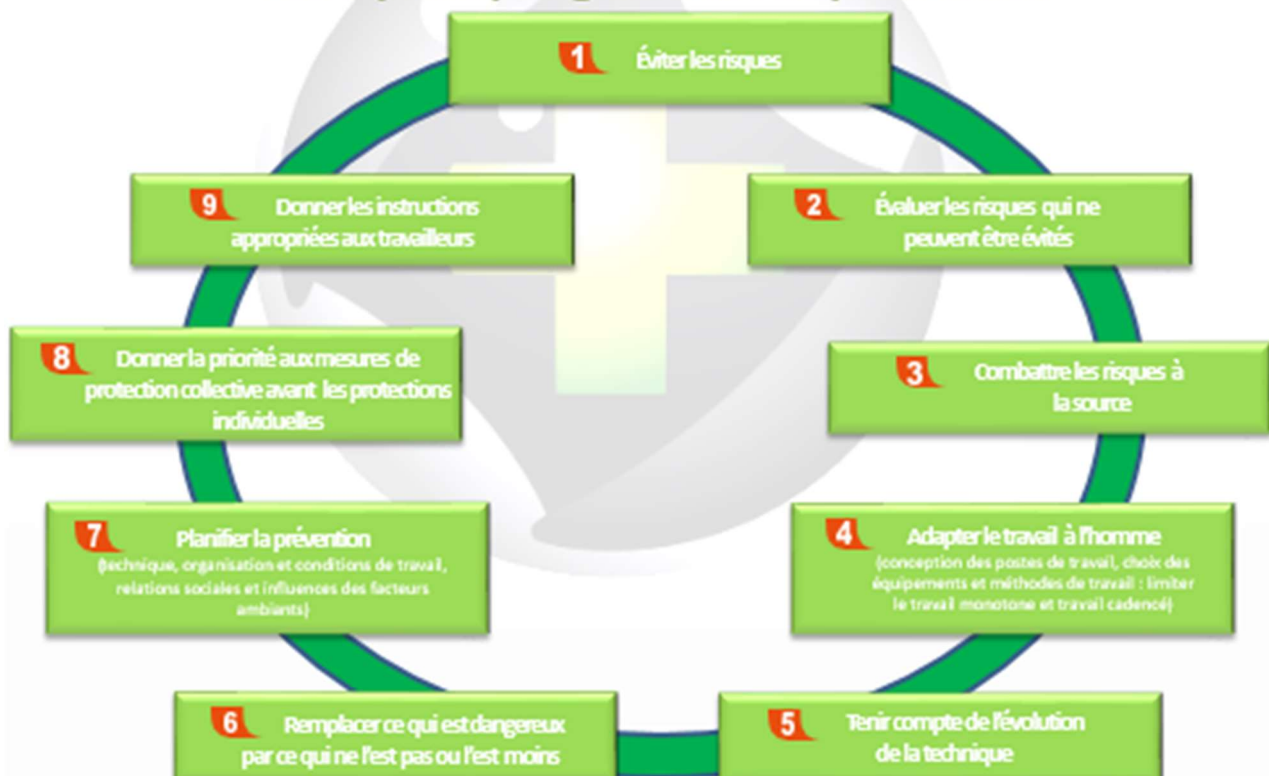 1 Éviter les risques
2 Évaluer les risques qui ne
peuvent être évités
3 Combattre les risques à
la source
4 Adapter le travail à l'homme
(conception des postes de travail, choix des
équipements et méthodes de travail : limiter
le travail monotone et travail cadencé)
5 Tenir compte de l'évolution
de la technique
6 Remplacer ce qui est dangereux
par ce qui ne l'est pas ou l'est moins
7 Planifier la prévention
(technique, organisation et conditions de travail,
relations sociales et influences des facteurs
ambiants)
8 Donner la priorité aux mesures de
protection collective avant les protections
individuelles
9 Donner les instructions
appropriées aux travailleurs